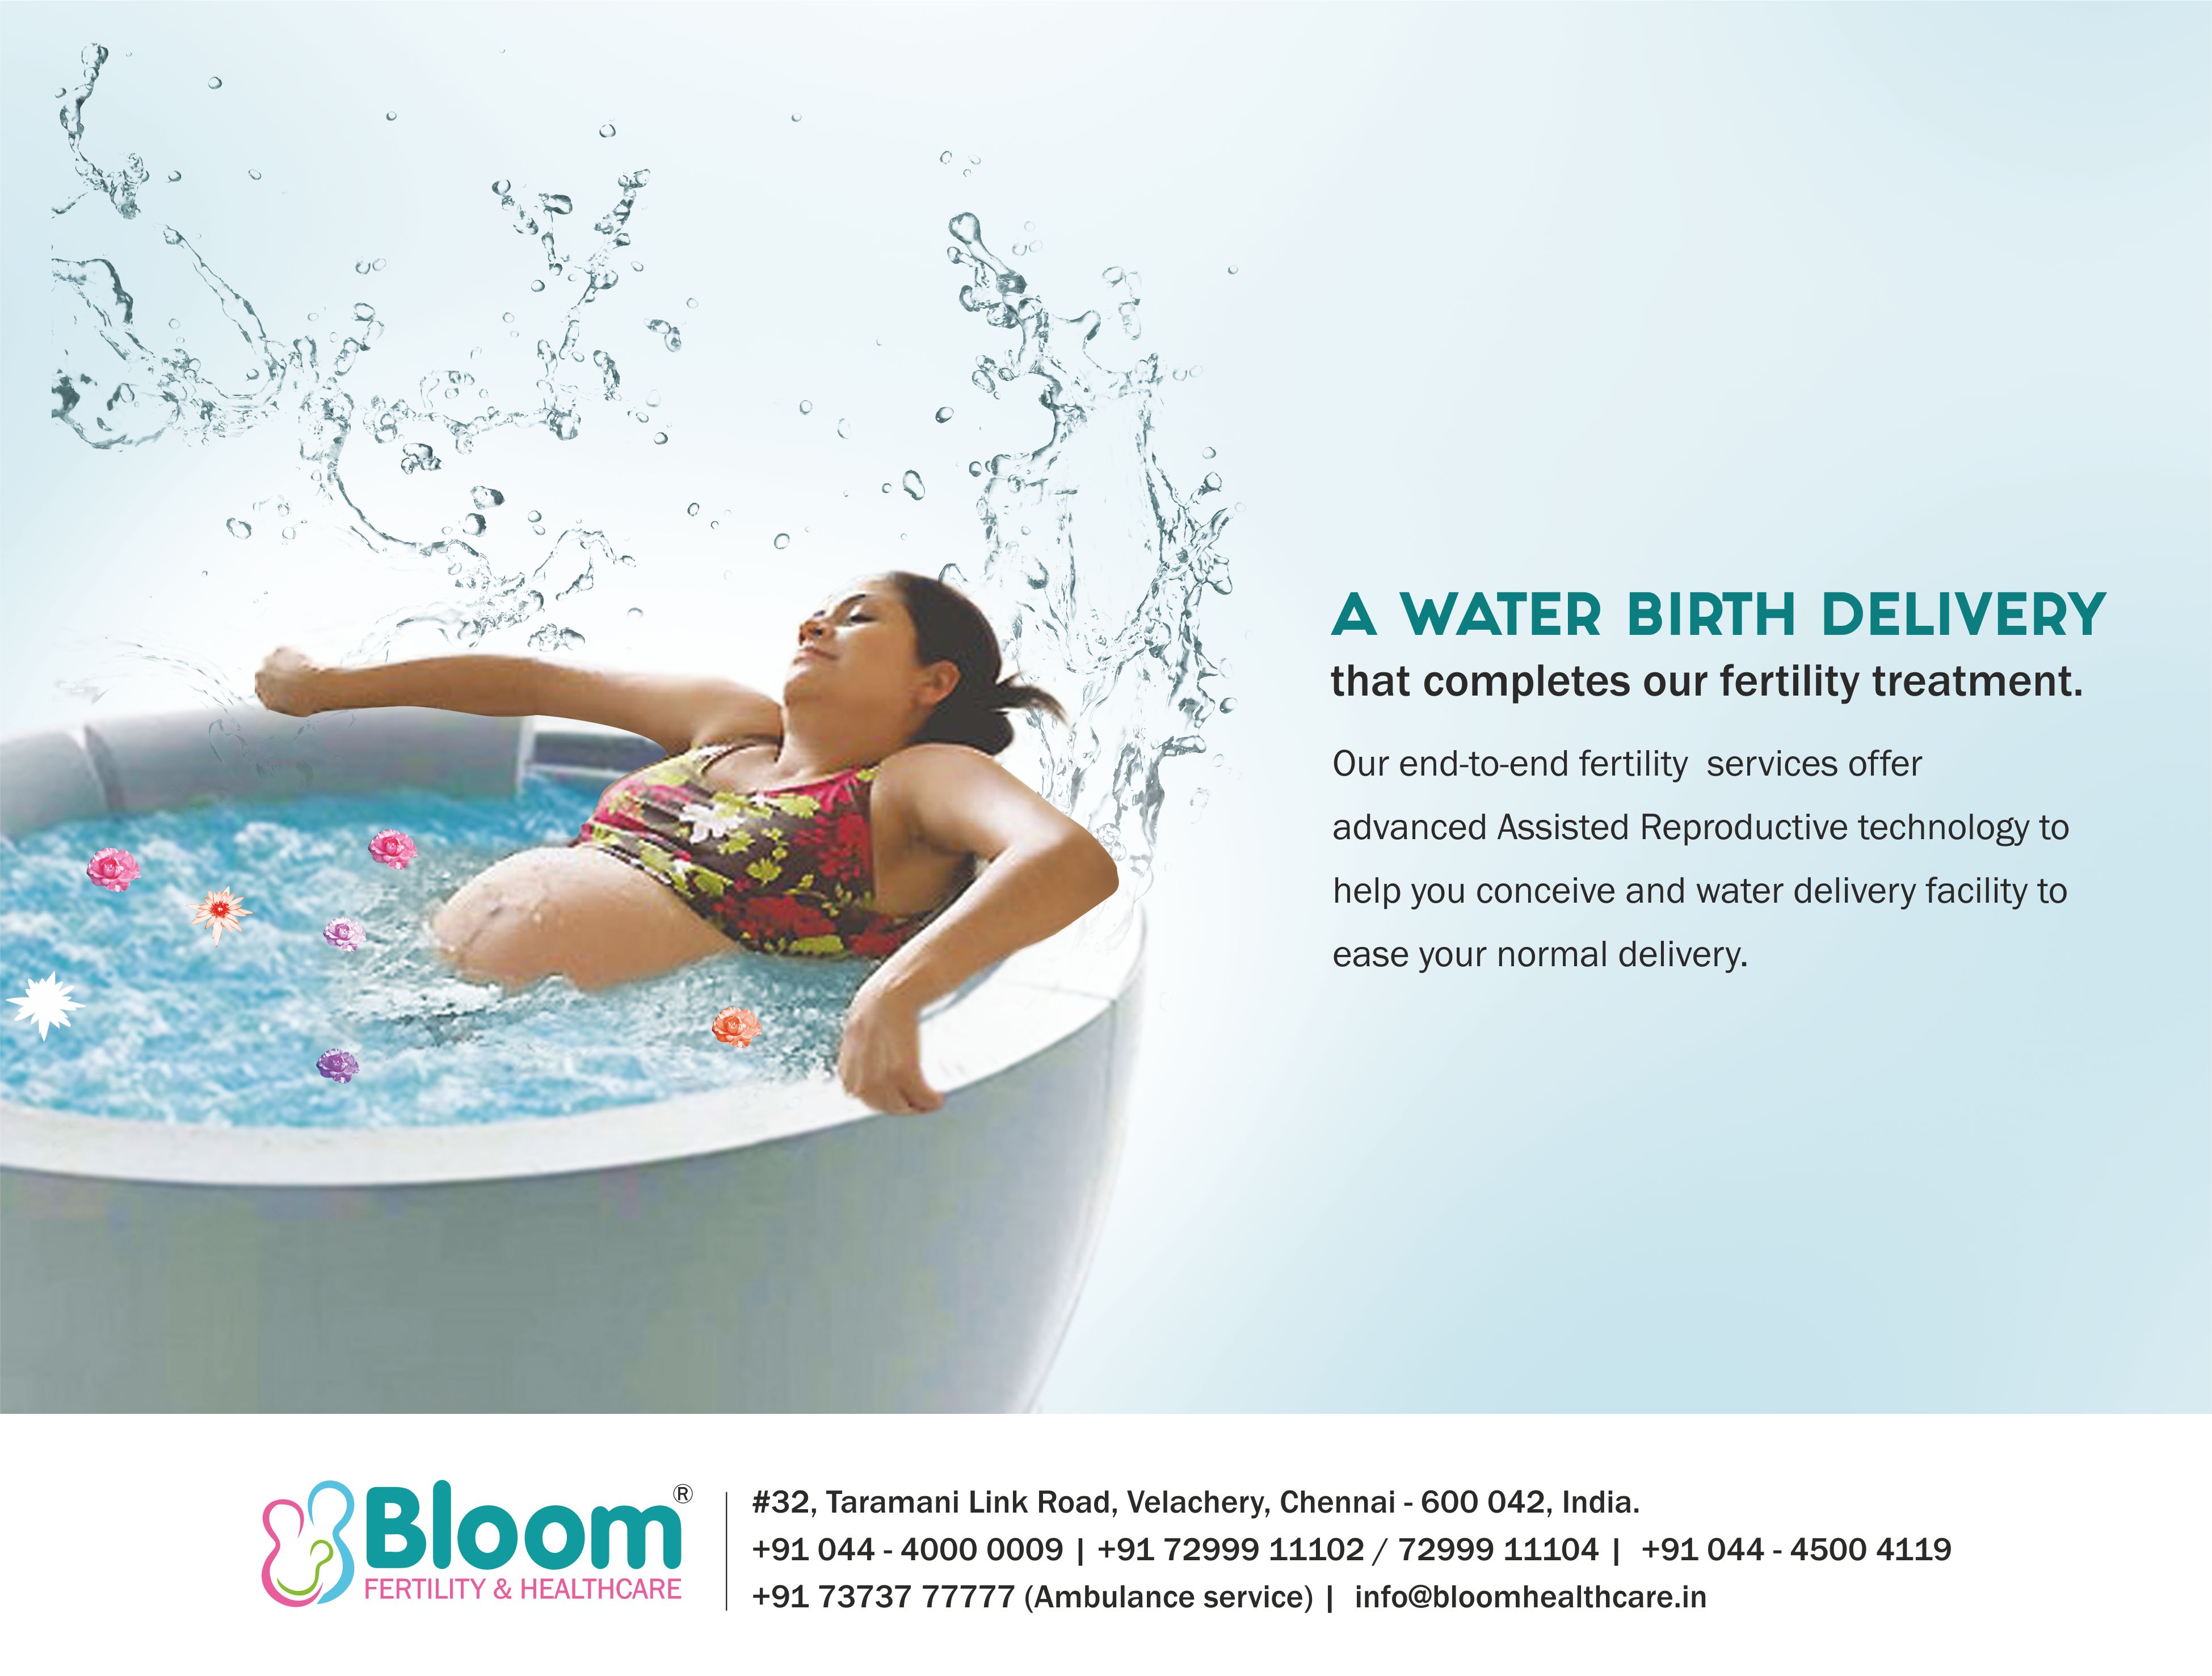 A WATER BIRTH DELIVERY
that completes our fertility treatment.
Our end-to-end fertility services offer
advanced Assisted Reproductive technology to
help you conceive and water delivery facility to
ease your normal delivery.
Bloom®
FERTILITY & HEALTHCARE
#32, Taramani Link Road, Velachery, Chennai - 600 042, India.
+91 044 - 4000 0009 | +91 72999 11102 / 72999 11104 | +91 044 - 4500 4119
+91 73737 77777 (Ambulance service) | info@bloomhealthcare.in